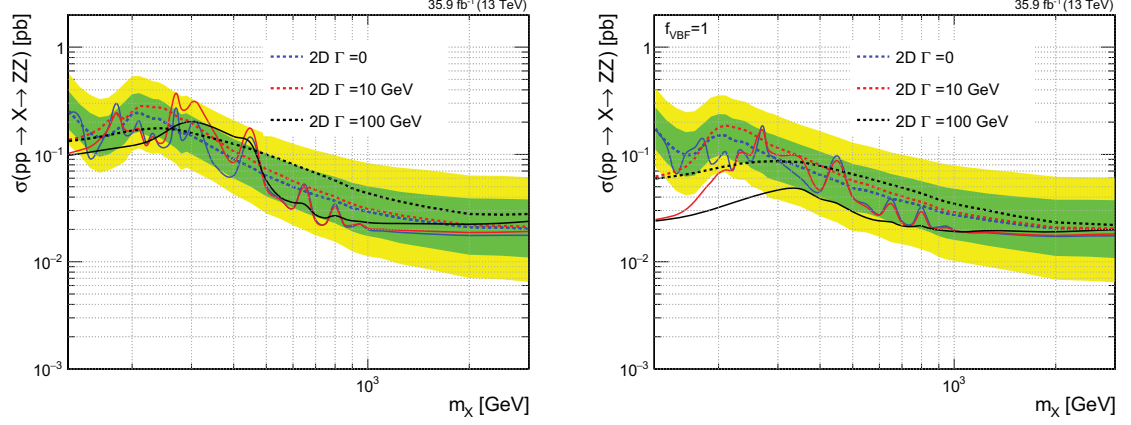 35.9 fb⁻¹ (13 TeV)
σ(pp → X→ ZZ) [pb]
1
10⁻¹
10⁻²
10⁻³
2D Γ =0
2D Γ =10 GeV
2D Γ =100 GeV
10³
m_X [GeV]
35.9 fb⁻¹ (13 TeV)
σ(pp → X→ ZZ) [pb]
f_VBF=1
1
10⁻¹
10⁻²
10⁻³
2D Γ =0
2D Γ =10 GeV
2D Γ =100 GeV
10³
m_X [GeV]